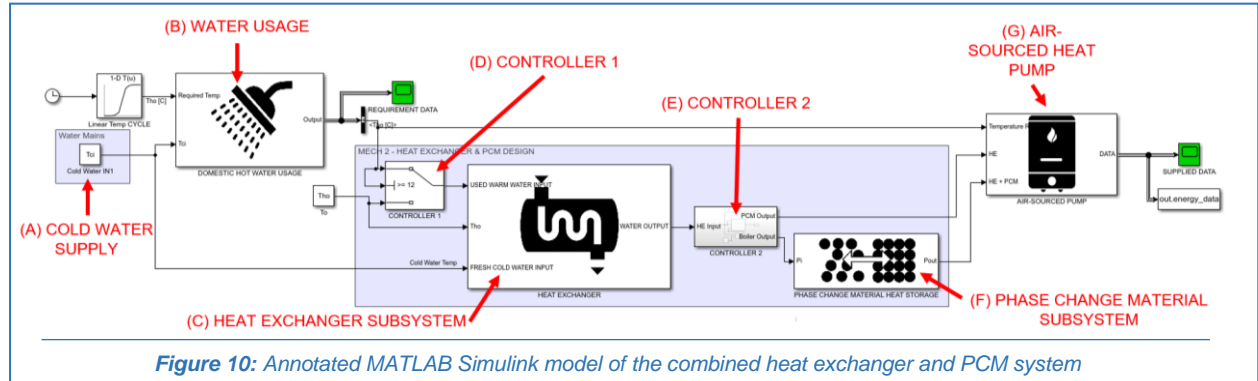 (B) WATER USAGE
(G) AIR-
SOURCED HEAT
PUMP
(D) CONTROLLER 1
(E) CONTROLLER 2
1-D T(u)
Tho [C]
Linear Temp CYCLE
Required Temp
Output
Tci
DOMESTIC HOT WATER USAGE
REQUIREMENT DATA
<Tho [C]>
Water Mains
Tci
Cold Water IN1
(A) COLD WATER
SUPPLY
MECH 2 - HEAT EXCHANGER & PCM DESIGN
>= 12
CONTROLLER 1
Tho
To
USED WARM WATER INPUT
Tho
WATER OUTPUT
Cold Water Temp
FRESH COLD WATER INPUT
HEAT EXCHANGER
(C) HEAT EXCHANGER SUBSYSTEM
HE Input
PCM Output
Boiler Output
CONTROLLER 2
Pi
Pout
PHASE CHANGE MATERIAL HEAT STORAGE
(F) PHASE CHANGE MATERIAL
SUBSYSTEM
Temperature
HE
HE + PCM
DATA
AIR-SOURCED PUMP
SUPPLIED DATA
out.energy_data
Figure 10: Annotated MATLAB Simulink model of the combined heat exchanger and PCM system